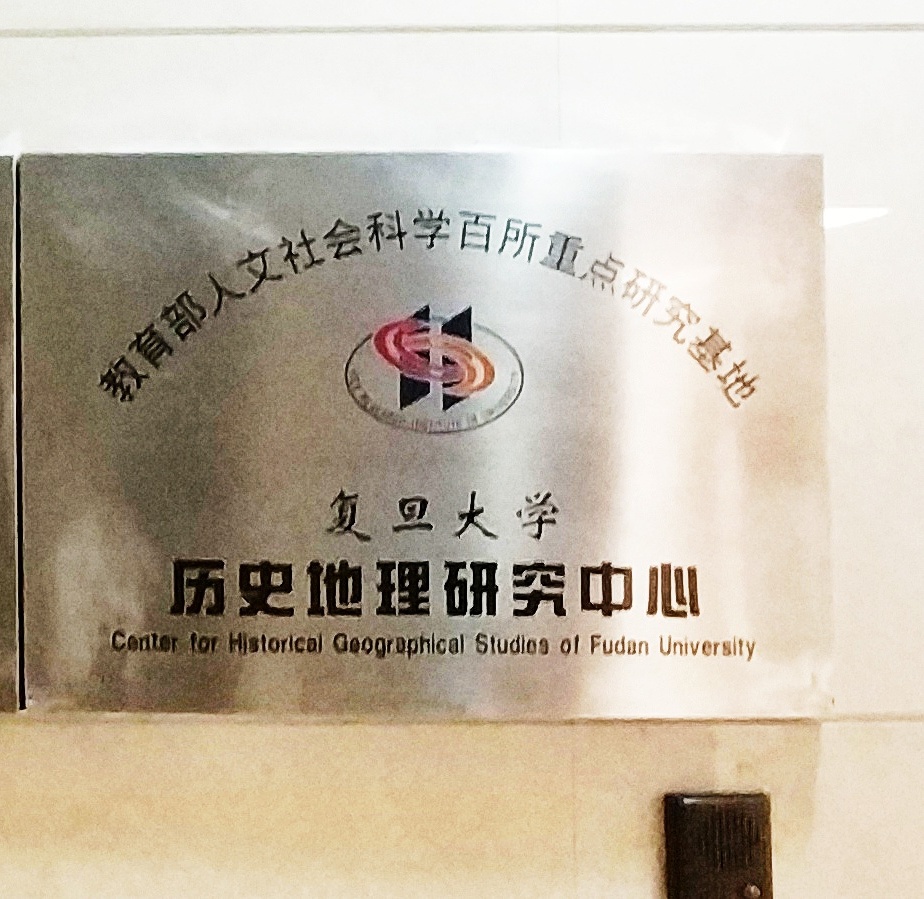 教育部人文社会科学百所重点研究基地
复旦大学
历史地理研究中心
Center for Historical Geographical Studies of Fudan University